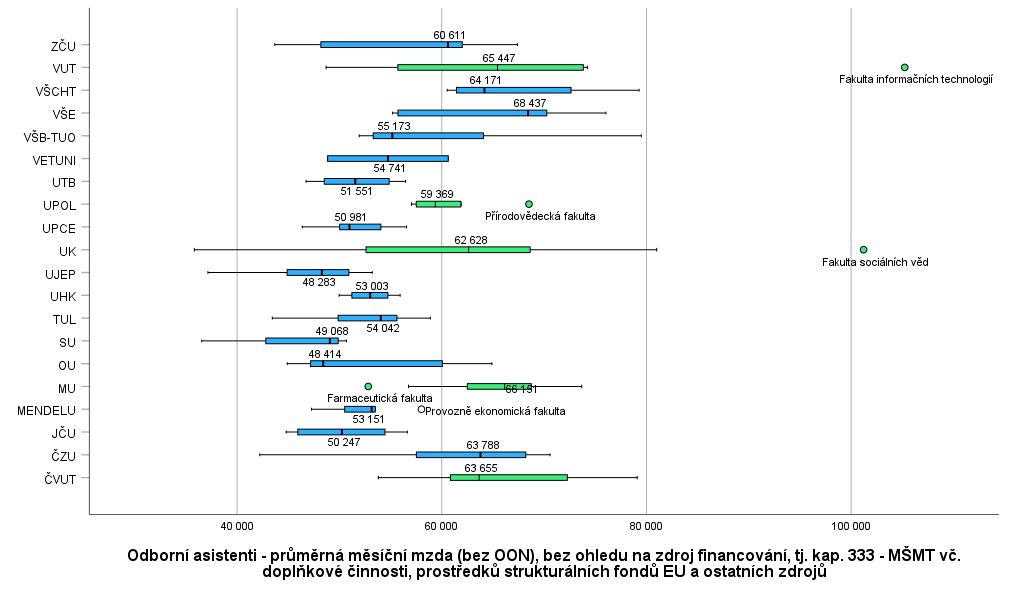 ZČU 60 611
VUT 65 447
Fakulta informačních technologií
VŠCHT 64 171
VŠE 68 437
VŠB-TUO 55 173
VETUNI 54 741
UTB 51 551
UPOL 59 369
Přírodovědecká fakulta
UPCE 50 981
UK 62 628
Fakulta sociálních věd
UJEP 48 283
UHK 53 003
TUL 54 042
SU 49 068
OU 48 414
MU 66 151
Farmaceutická fakulta
MENDELU Provozně ekonomická fakulta
53 151
JČU 50 247
ČZU 63 788
ČVUT 63 655
40 000 60 000 80 000 100 000
Odborní asistenti - průměrná měsíční mzda (bez OON), bez ohledu na zdroj financování, tj. kap. 333 - MŠMT vč.
doplňkové činnosti, prostředků strukturálních fondů EU a ostatních zdrojů